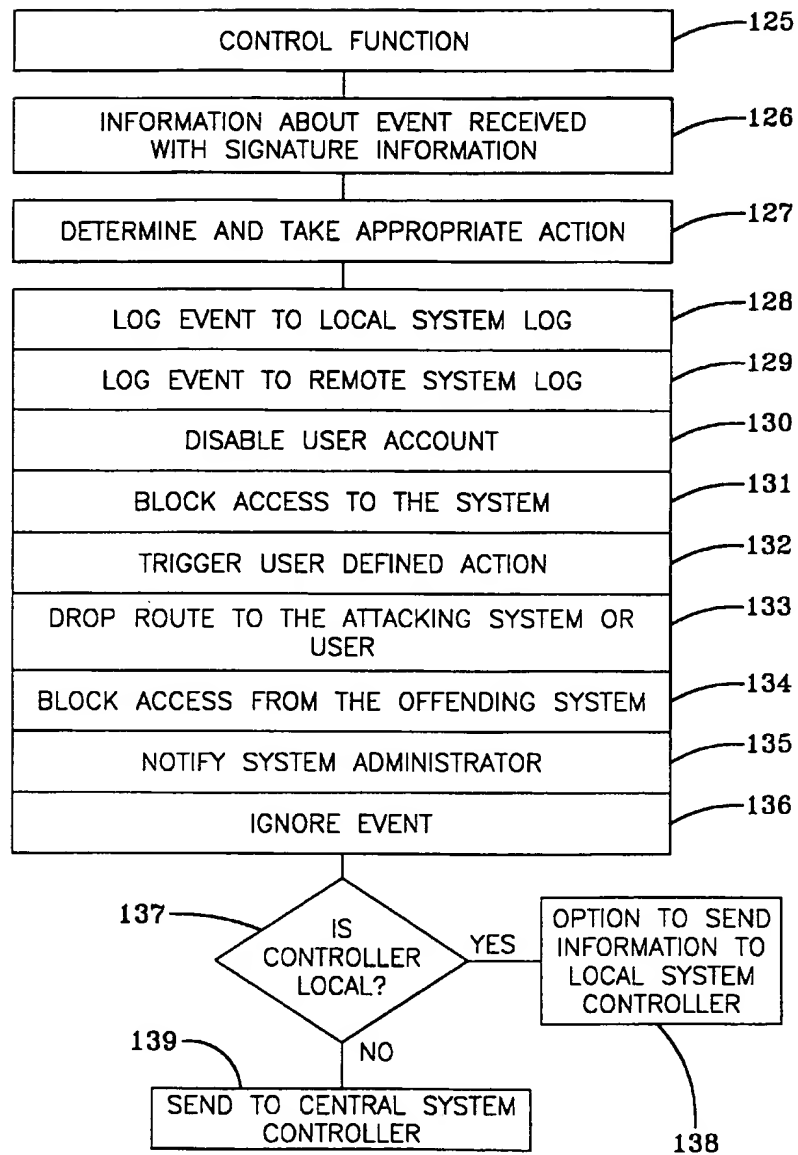 CONTROL FUNCTION
125
INFORMATION ABOUT EVENT RECEIVED
WITH SIGNATURE INFORMATION
126
DETERMINE AND TAKE APPROPRIATE ACTION
127
LOG EVENT TO LOCAL SYSTEM LOG
128
LOG EVENT TO REMOTE SYSTEM LOG
129
DISABLE USER ACCOUNT
130
BLOCK ACCESS TO THE SYSTEM
131
TRIGGER USER DEFINED ACTION
132
DROP ROUTE TO THE ATTACKING SYSTEM OR
USER
133
BLOCK ACCESS FROM THE OFFENDING SYSTEM
134
NOTIFY SYSTEM ADMINISTRATOR
135
IGNORE EVENT
136
137
IS
CONTROLLER
LOCAL?
YES
OPTION TO SEND
INFORMATION TO
LOCAL SYSTEM
CONTROLLER
138
NO
139
SEND TO CENTRAL SYSTEM
CONTROLLER